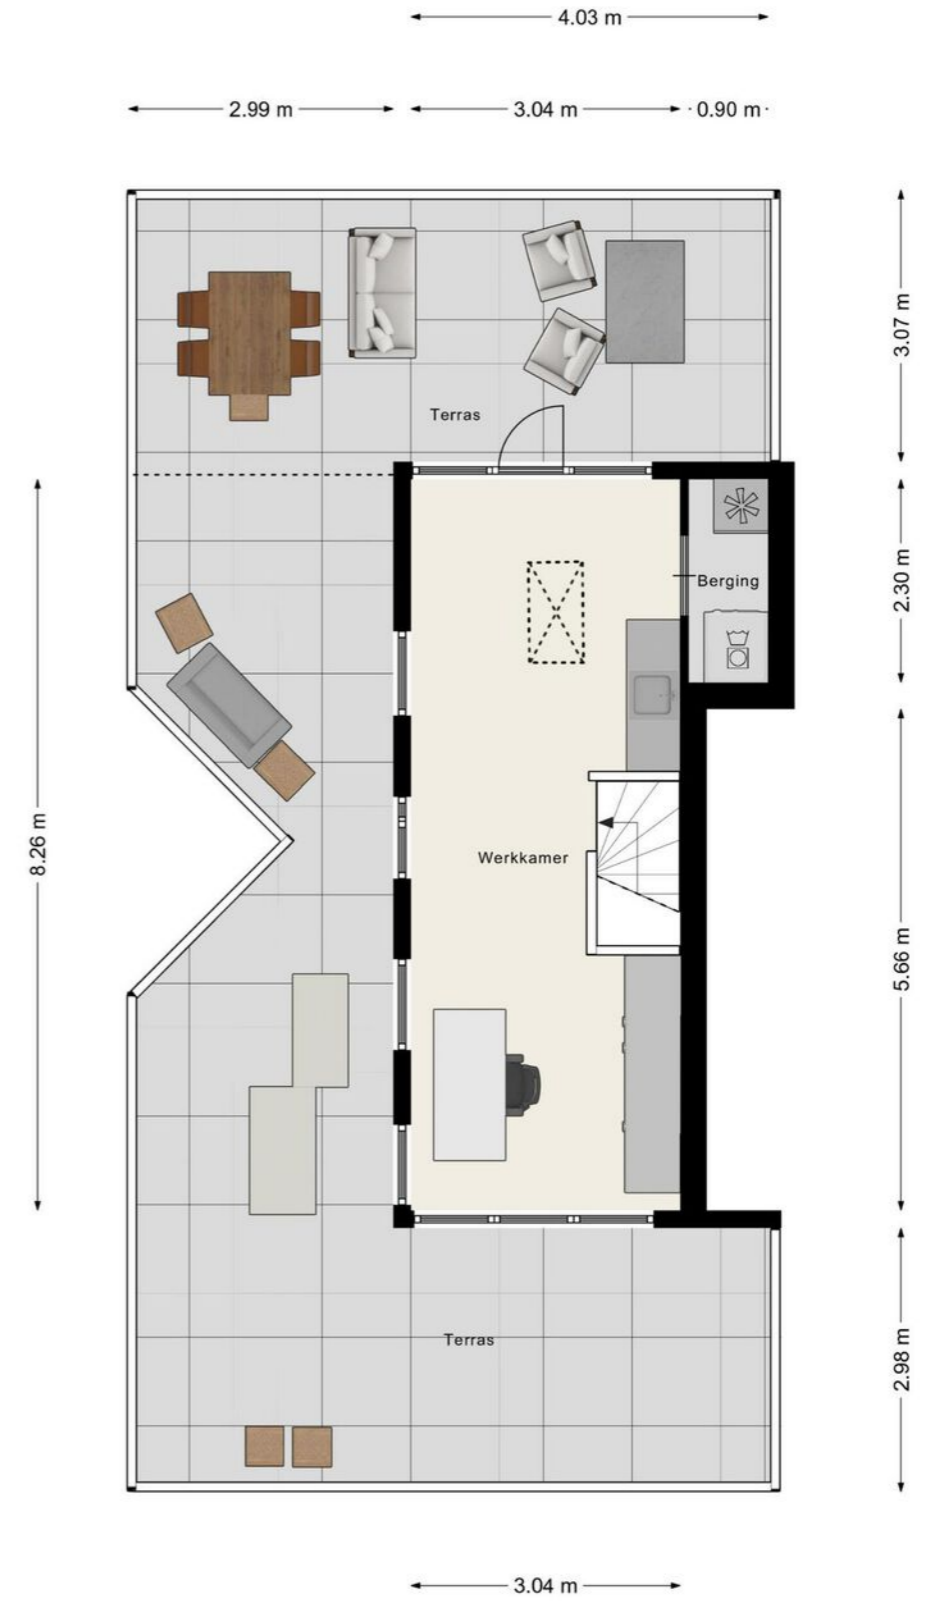 4.03 m
2.99 m
3.04 m
0.90 m
3.07 m
Terras
2.30 m
Berging
8.26 m
Werkkamer
5.66 m
Terras
2.98 m
3.04 m